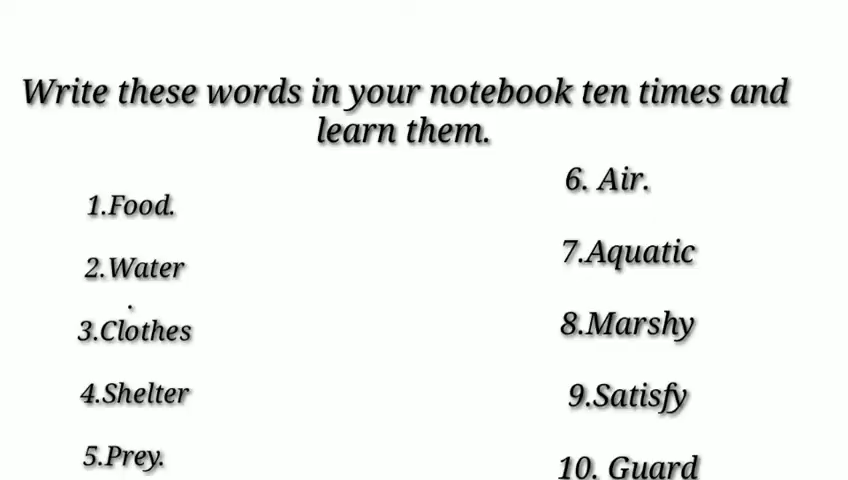 Write these words in your notebook ten times and
learn them.
1.Food.
2.Water
.
3.Clothes
4.Shelter
5.Prey.
6. Air.
7.Aquatic
8.Marshy
9.Satisfy
10. Guard